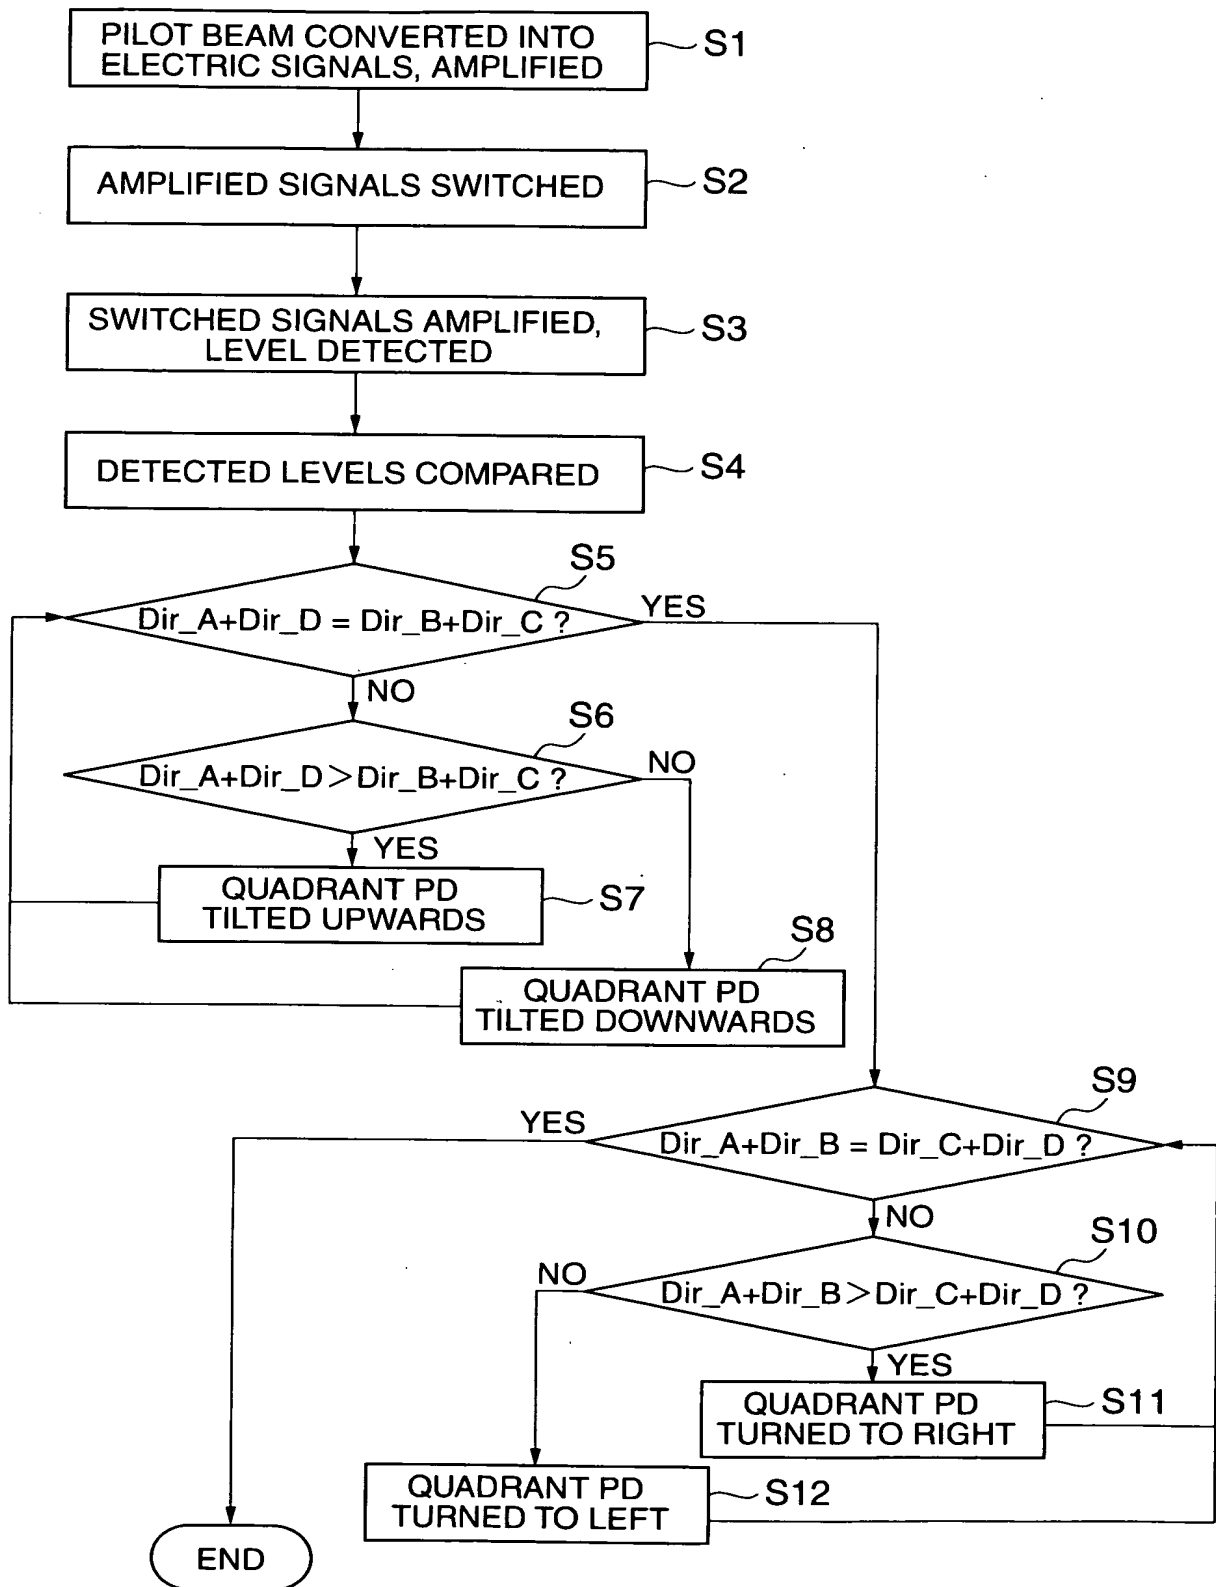 PILOT BEAM CONVERTED INTO
ELECTRIC SIGNALS, AMPLIFIED
S1
AMPLIFIED SIGNALS SWITCHED
S2
SWITCHED SIGNALS AMPLIFIED,
LEVEL DETECTED
S3
DETECTED LEVELS COMPARED
S4
S5
Dir_A+Dir_D = Dir_B+Dir_C ?
YES
NO
S6
Dir_A+Dir_D > Dir_B+Dir_C ?
NO
YES
QUADRANT PD
TILTED UPWARDS
S7
S8
QUADRANT PD
TILTED DOWNWARDS
S9
YES
Dir_A+Dir_B = Dir_C+Dir_D ?
NO
S10
NO
Dir_A+Dir_B > Dir_C+Dir_D ?
YES
QUADRANT PD
TURNED TO RIGHT
S11
QUADRANT PD
TURNED TO LEFT
S12
END